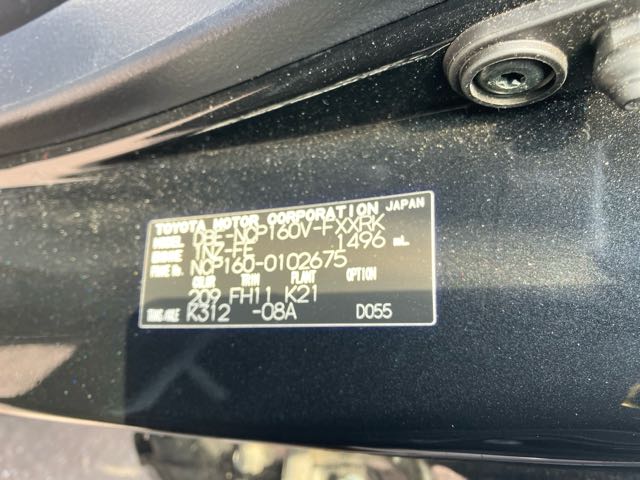 TOYOTA MOTOR CORPORATION JAPAN
MODEL DBE-NCP160V-FXXRK
ENGINE 1NZ-FE 1496 mL
FRAME No. NCP160-0102675
COLOR TRIM PLANT OPTION
209 FH11 K21
TRANS/AXLE K312 -08A D055